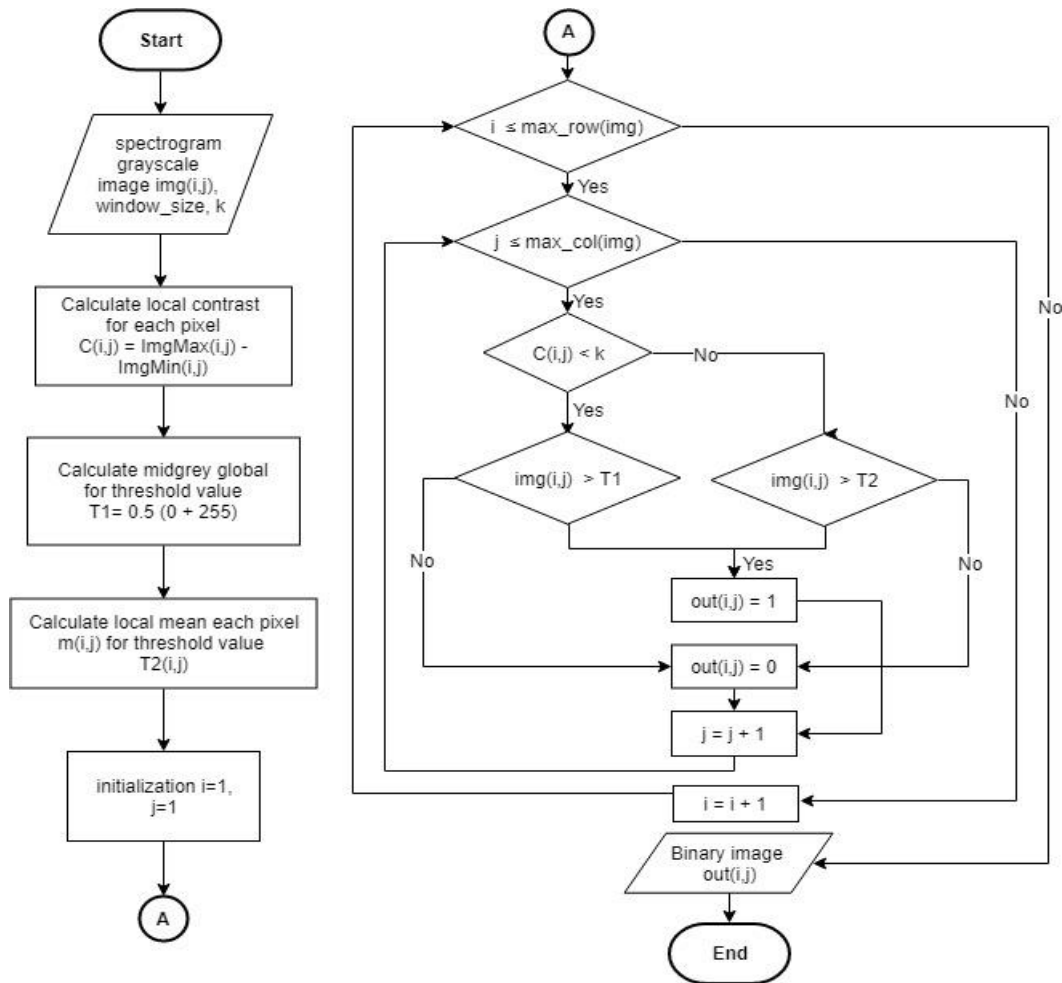 Start
spectrogram
grayscale
image img(i,j),
window_size, k
Calculate local contrast
for each pixel
C(i,j) = ImgMax(i,j) -
ImgMin(i,j)
Calculate midgrey global
for threshold value
T1= 0.5 (0 + 255)
Calculate local mean each pixel
m(i,j) for threshold value
T2(i,j)
initialization i=1,
j=1
A
A
i ≤ max_row(img)
Yes
No
j ≤ max_col(img)
Yes
No
C(i,j) < k
No
Yes
img(i,j) > T1
img(i,j) > T2
No
Yes
No
out(i,j) = 1
out(i,j) = 0
j = j + 1
i = i + 1
Binary image
out(i,j)
End